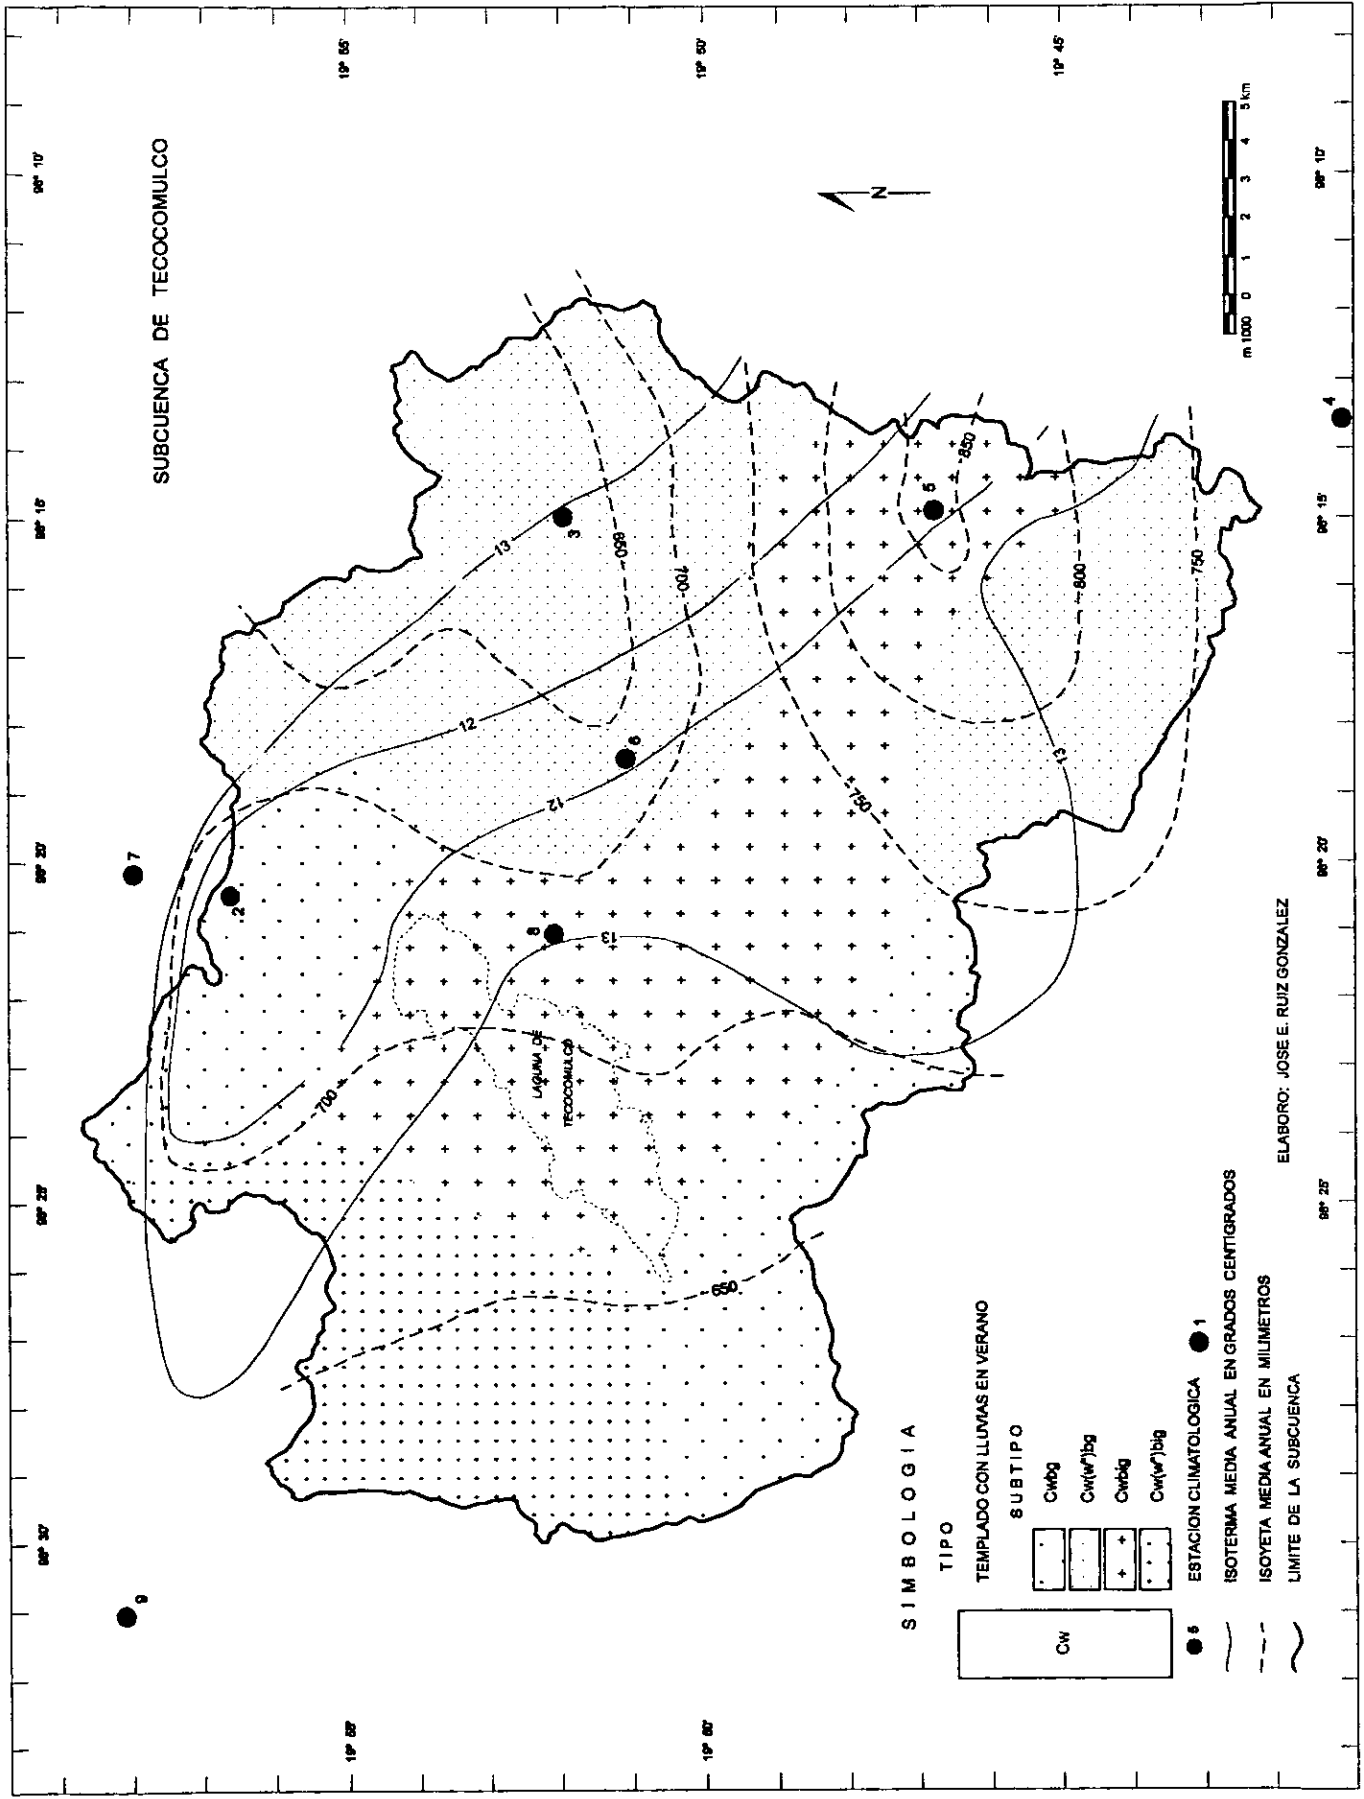 SUBCUENCA DE TECOCOMULCO
98° 30'
98° 25'
98° 20'
98° 15'
98° 10'
19° 55'
19° 50'
19° 45'
19° 55'
19° 50'
98° 25'
98° 20'
98° 15'
98° 10'
9
7
2
3
6
8
5
4
13
12
12
13
13
650
700
700
650
750
850
800
750
LAGUNA DE
TECOCOMULCO
N
m 1000 0 1 2 3 4 5 km
SIMBOLOGIA
TIPO
TEMPLADO CON LLUVIAS EN VERANO
SUBTIPO
Cw
Cwbg
Cw(w")bg
Cwbig
Cw(w")big
5 ESTACION CLIMATOLOGICA 1
ISOTERMA MEDIA ANUAL EN GRADOS CENTIGRADOS
ISOYETA MEDIA ANUAL EN MILIMETROS
LIMITE DE LA SUBCUENCA
ELABORO: JOSE E. RUIZ GONZALEZ